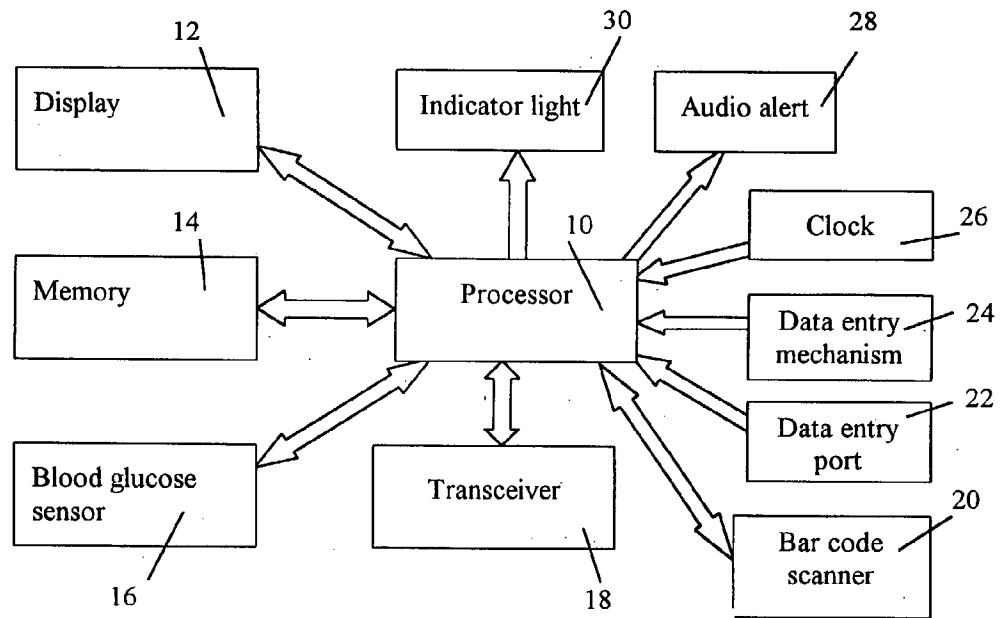 30
28
12
Display
Indicator light
Audio alert
14
10
Clock
26
Memory
Processor
Data entry
mechanism
24
22
Data entry
port
Blood glucose
sensor
Transceiver
20
Bar code
scanner
16
18